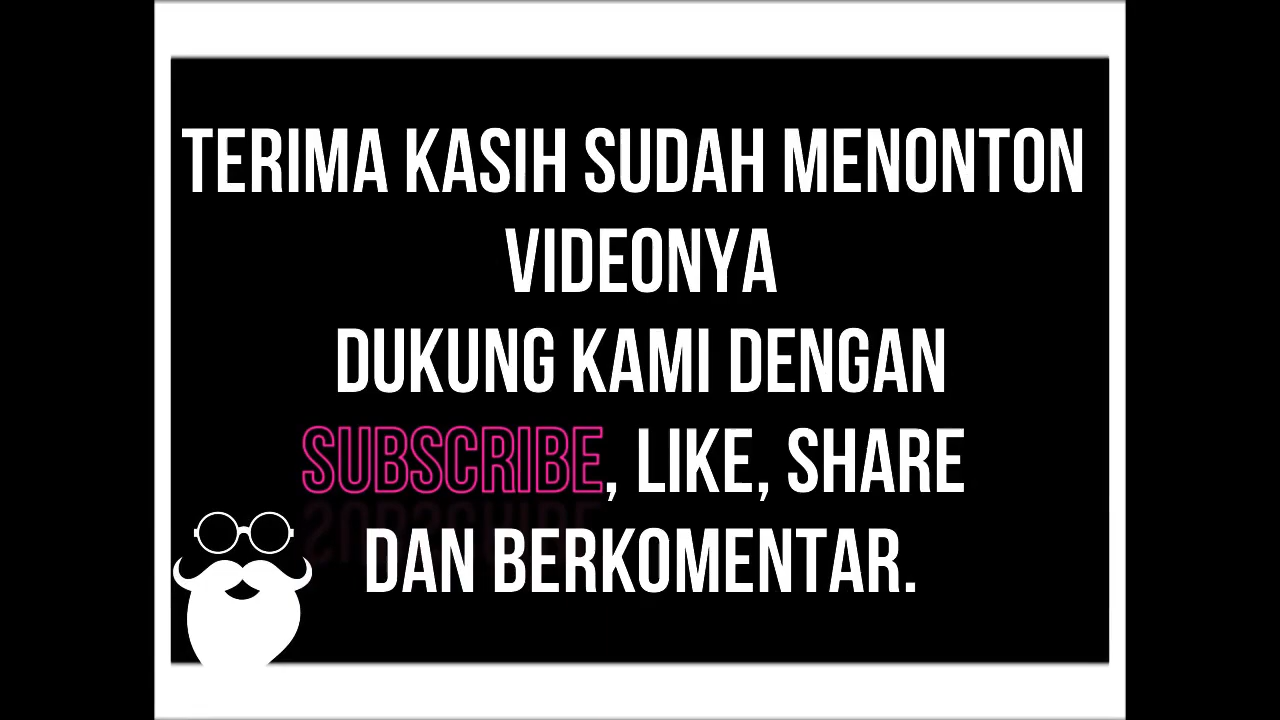 TERIMA KASIH SUDAH MENONTON
VIDEONYA
DUKUNG KAMI DENGAN
SUBSCRIBE, LIKE, SHARE
DAN BERKOMENTAR.